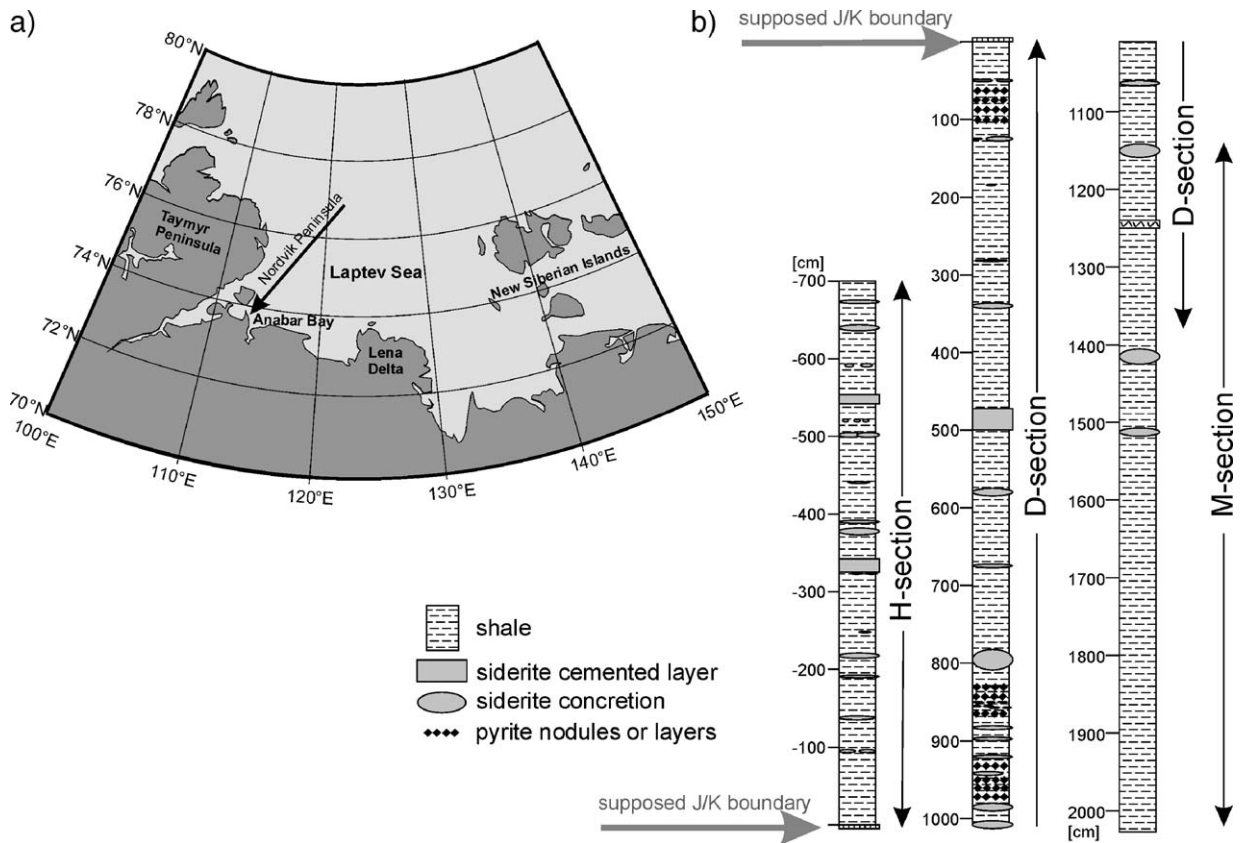 a)
80°N
78°N
76°N
74°N
72°N
70°N
100°E
110°E
120°E
130°E
140°E
150°E
Taymyr
Peninsula
Nordvik Peninsula
Laptev Sea
New Siberian Islands
Anabar Bay
Lena
Delta
shale
siderite cemented layer
siderite concretion
pyrite nodules or layers
b)
supposed J/K boundary
[cm]
-700
-600
-500
-400
-300
-200
-100
H-section
supposed J/K boundary
100
200
300
400
500
600
700
800
900
1000
D-section
1100
1200
1300
1400
1500
1600
1700
1800
1900
2000
[cm]
D-section
M-section